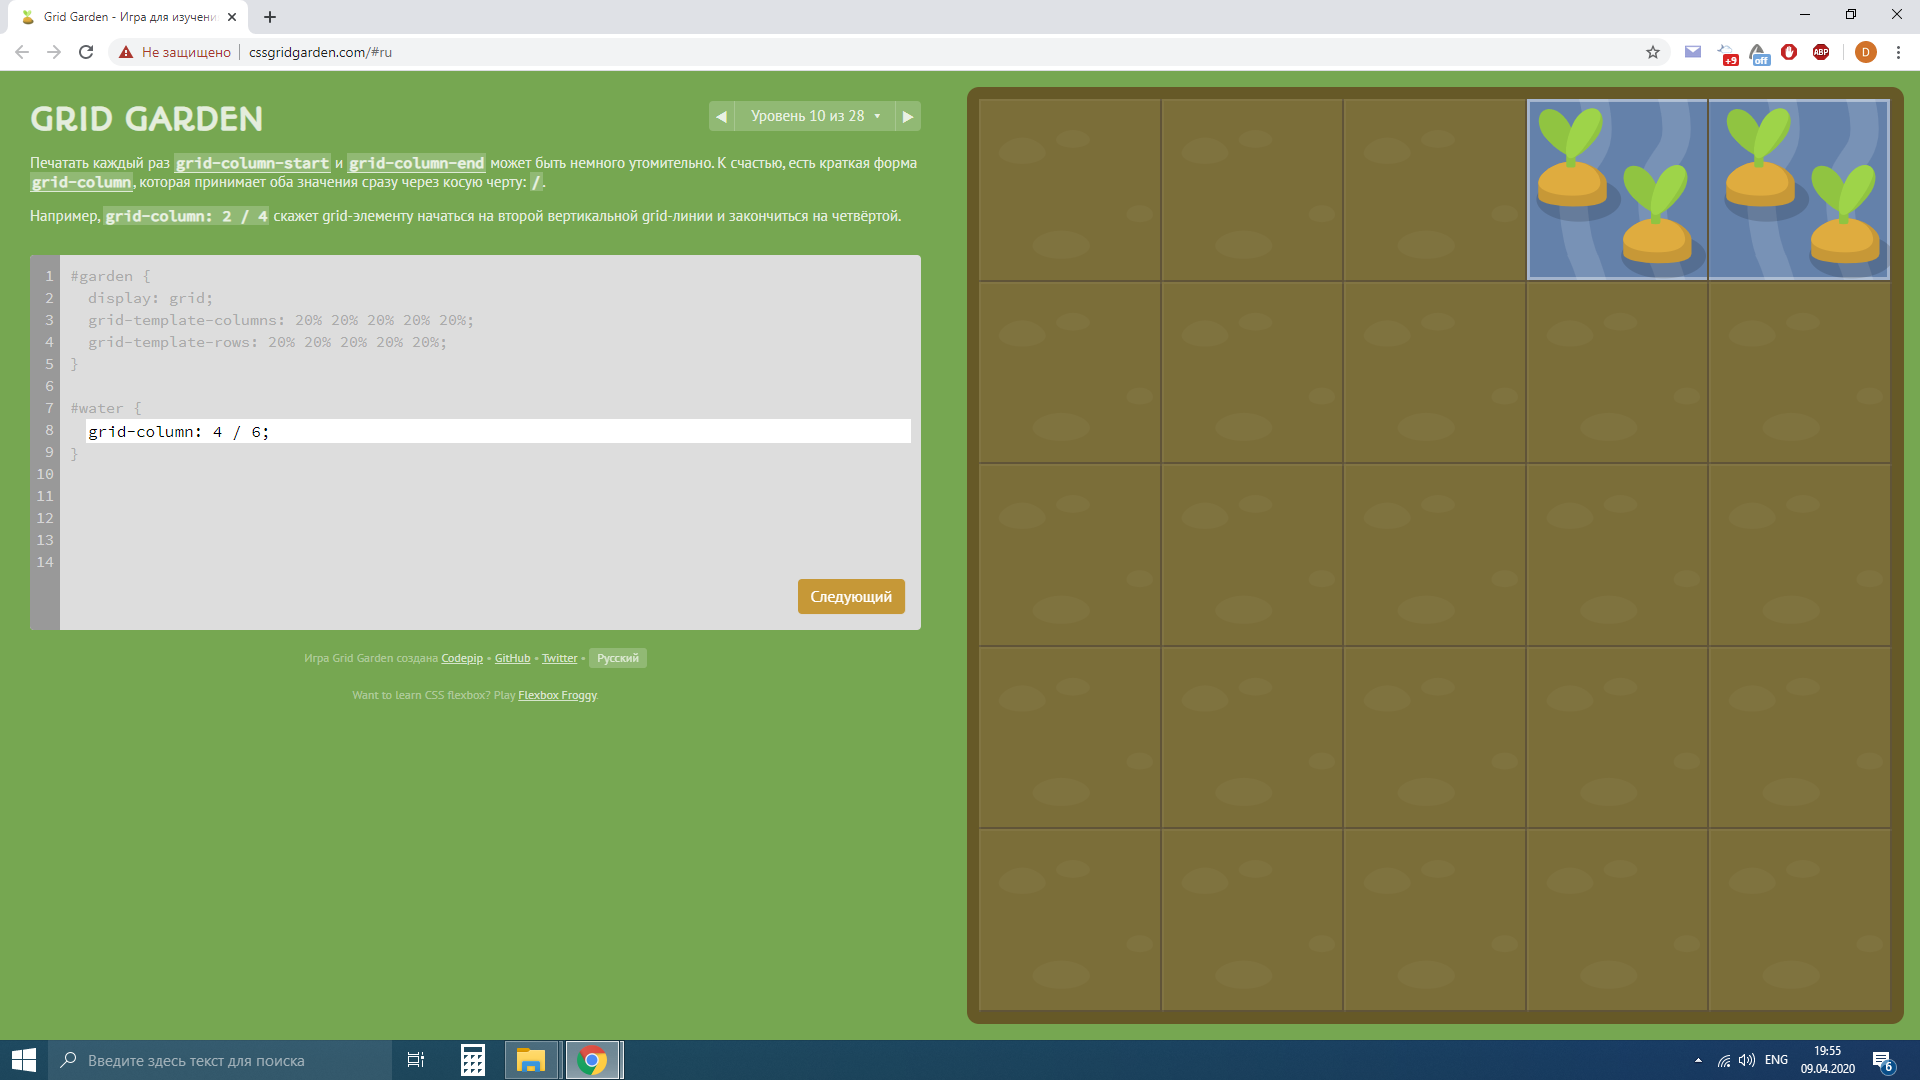 Grid Garden - Игра для изучени
Не защищено
cssgridgarden.com/#ru
+9
off
ABP
D
GRID GARDEN
Уровень 10 из 28
Печатать каждый раз grid-column-start и grid-column-end может быть немного утомительно. К счастью, есть краткая форма
grid-column, которая принимает оба значения сразу через косую черту: /.
Например, grid-column: 2 / 4 скажет grid-элементу начаться на второй вертикальной grid-линии и закончиться на четвёртой.
1 #garden {
2 display: grid;
3 grid-template-columns: 20% 20% 20% 20% 20%;
4 grid-template-rows: 20% 20% 20% 20% 20%;
5 }
6
7 #water {
8 grid-column: 4 / 6;
9 }
10
11
12
13
14
Следующий
Игра Grid Garden создана Codepip • GitHub • Twitter • Русский
Want to learn CSS flexbox? Play Flexbox Froggy.
Введите здесь текст для поиска
ENG
19:55
09.04.2020
6